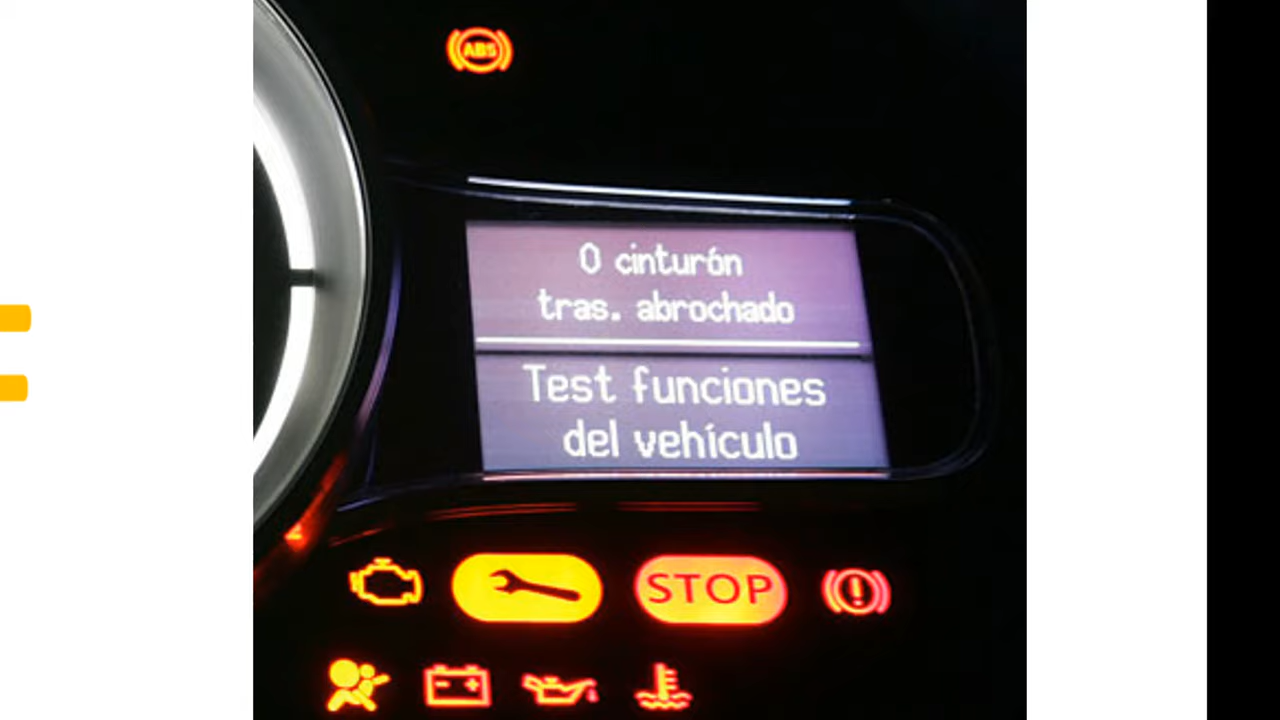 ABS
0 cinturón
tras. abrochado
Test funciones
del vehículo
STOP